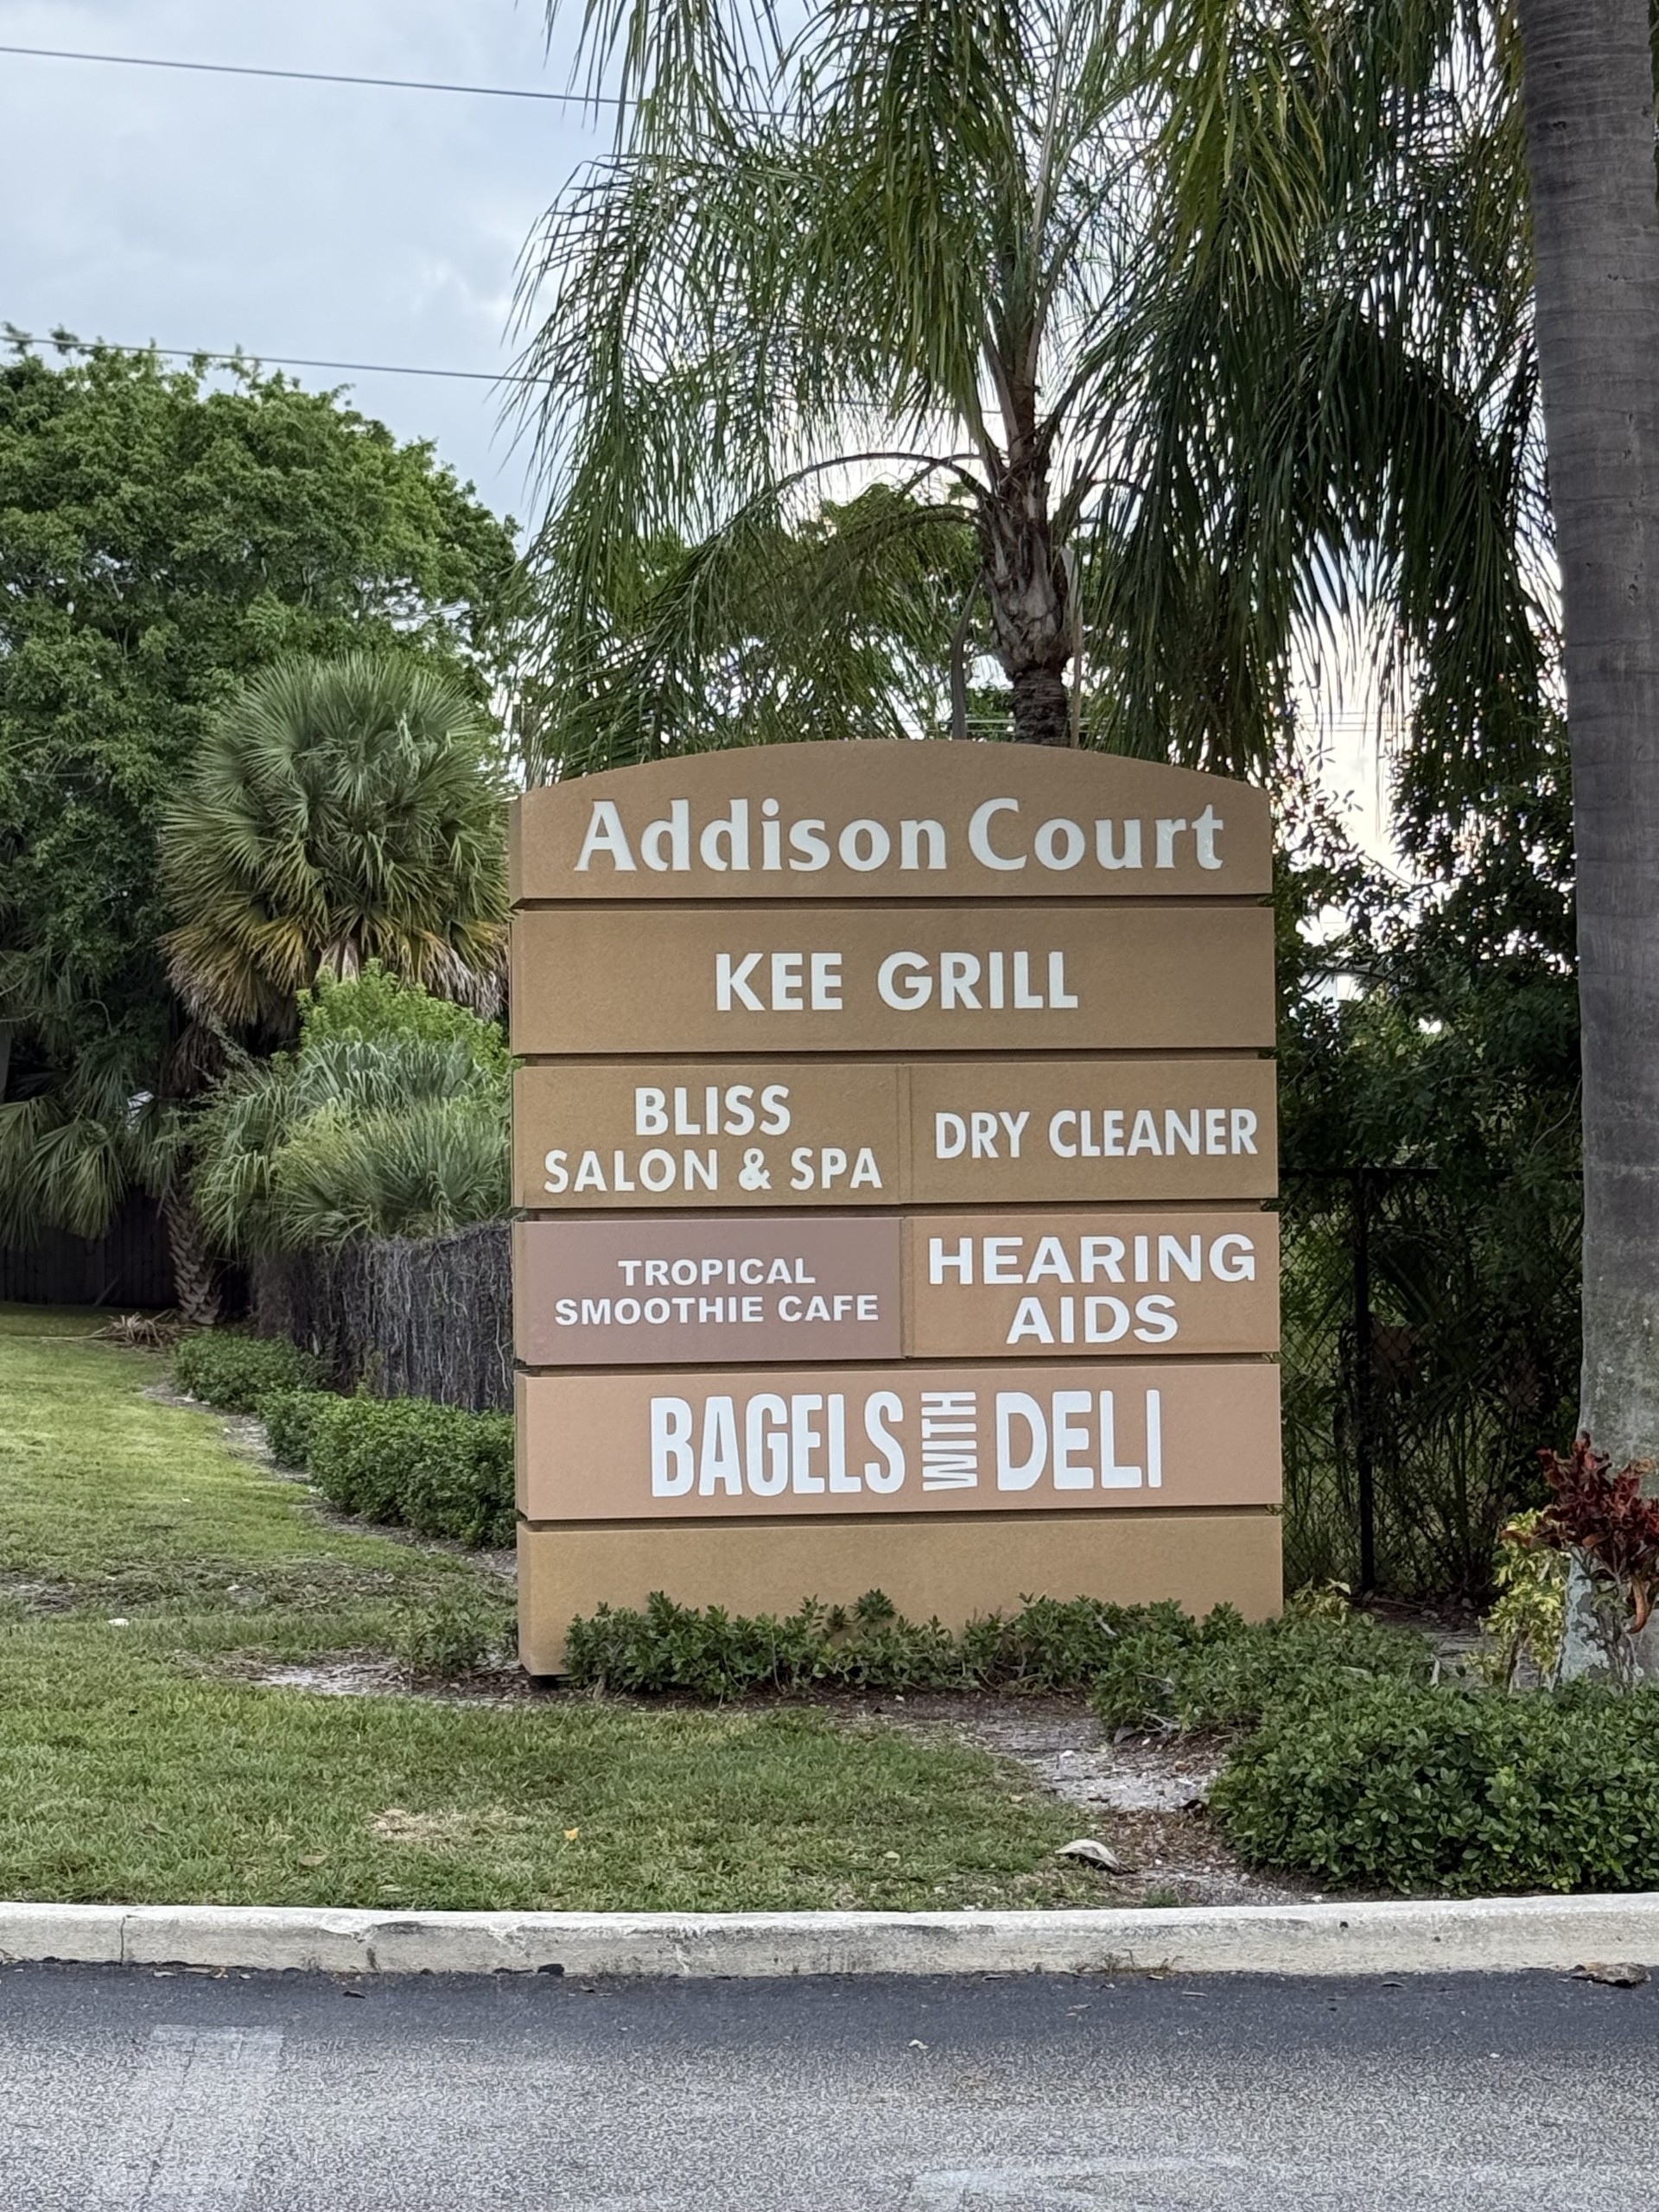 Addison Court
KEE GRILL
BLISS
SALON & SPA
DRY CLEANER
TROPICAL
SMOOTHIE CAFE
HEARING
AIDS
BAGELS WITH DELI